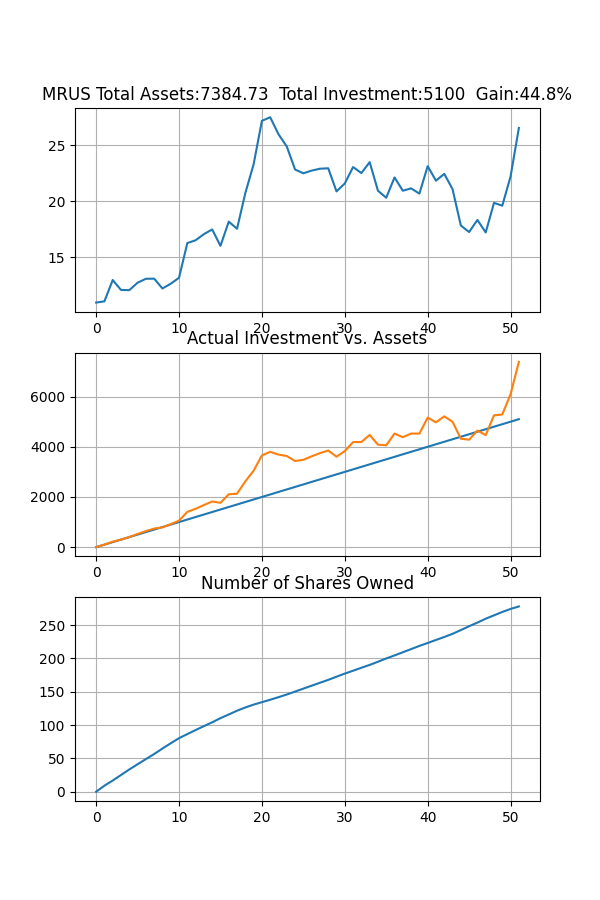 MRUS Total Assets:7384.73  Total Investment:5100  Gain:44.8%
25
20
15
0 10 20 30 40 50
Actual Investment vs. Assets
6000
4000
2000
0
0 10 20 30 40 50
Number of Shares Owned
250
200
150
100
50
0
0 10 20 30 40 50